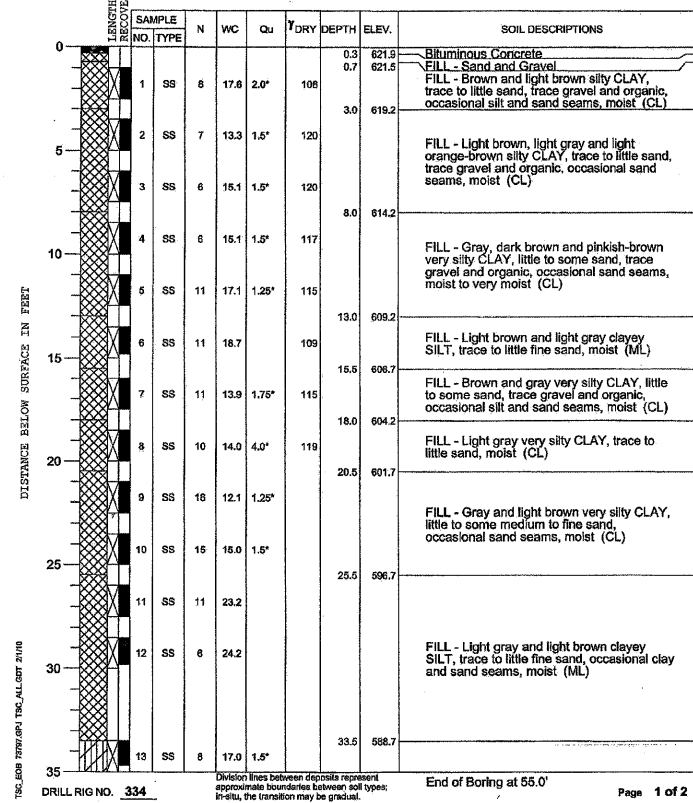 LENGTH
RECOVERY
SAMPLE
NO. TYPE N WC Qu γDRY DEPTH ELEV. SOIL DESCRIPTIONS
0
0.3 621.9 Bituminous Concrete
0.7 621.5 FILL - Sand and Gravel
1 SS 8 17.6 2.0* 108 FILL - Brown and light brown silty CLAY,
trace to little sand, trace gravel and organic,
occasional silt and sand seams, moist (CL)
3.0 619.2
2 SS 7 13.3 1.5* 120
FILL - Light brown, light gray and light
5 orange-brown silty CLAY, trace to little sand,
trace gravel and organic, occasional sand
3 SS 6 15.1 1.5* 120 seams, moist (CL)
8.0 614.2
4 SS 6 15.1 1.5* 117
FILL - Gray, dark brown and pinkish-brown
10 very silty CLAY, little to some sand, trace
gravel and organic, occasional sand seams,
moist to very moist (CL)
5 SS 11 17.1 1.25* 115
13.0 609.2
6 SS 11 18.7 109 FILL - Light brown and light gray clayey
SILT, trace to little fine sand, moist (ML)
15
15.5 606.7
FILL - Brown and gray very silty CLAY, little
7 SS 11 13.9 1.75* 115 to some sand, trace gravel and organic,
occasional silt and sand seams, moist (CL)
18.0 604.2
8 SS 10 14.0 4.0* 119 FILL - Light gray very silty CLAY, trace to
little sand, moist (CL)
20
20.5 601.7
9 SS 18 12.1 1.25*
FILL - Gray and light brown very silty CLAY,
little to some medium to fine sand,
occasional sand seams, moist (CL)
10 SS 15 15.0 1.5*
25
25.5 596.7
11 SS 11 23.2
12 SS 6 24.2 FILL - Light gray and light brown clayey
SILT, trace to little fine sand, occasional clay
and sand seams, moist (ML)
30
33.5 588.7
13 SS 8 17.0 1.5*
35
DISTANCE BELOW SURFACE IN FEET
TSC_EOB 73797.GPJ TSC_ALL.GDT 2/1/10
DRILL RIG NO. 334
Division lines between deposits represent
approximate boundaries between soil types;
in-situ, the transition may be gradual.
End of Boring at 55.0'
Page 1 of 2